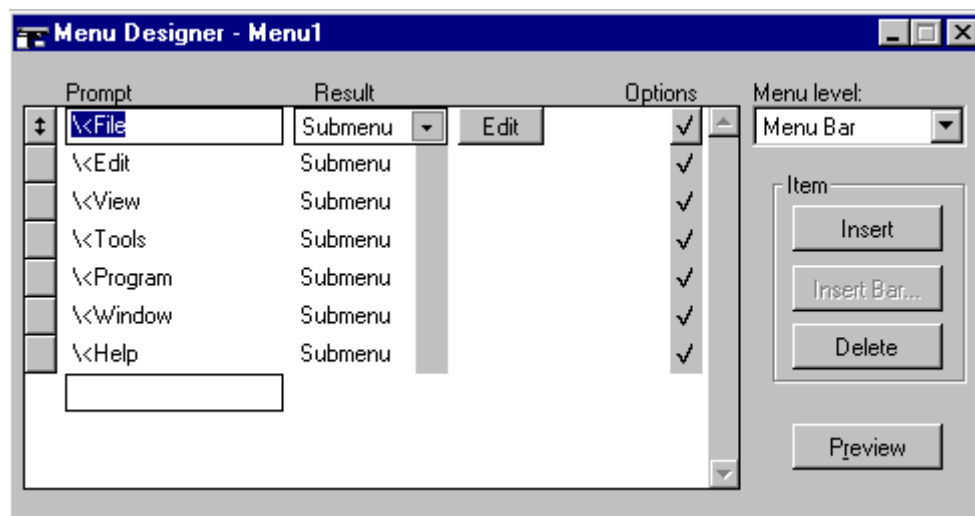 Menu Designer - Menu1
Prompt Result Options Menu level:
\<File Submenu Edit Menu Bar
\<Edit Submenu
\<View Submenu
\<Tools Submenu
\<Program Submenu
\<Window Submenu
\<Help Submenu
Item
Insert
Insert Bar...
Delete
Preview